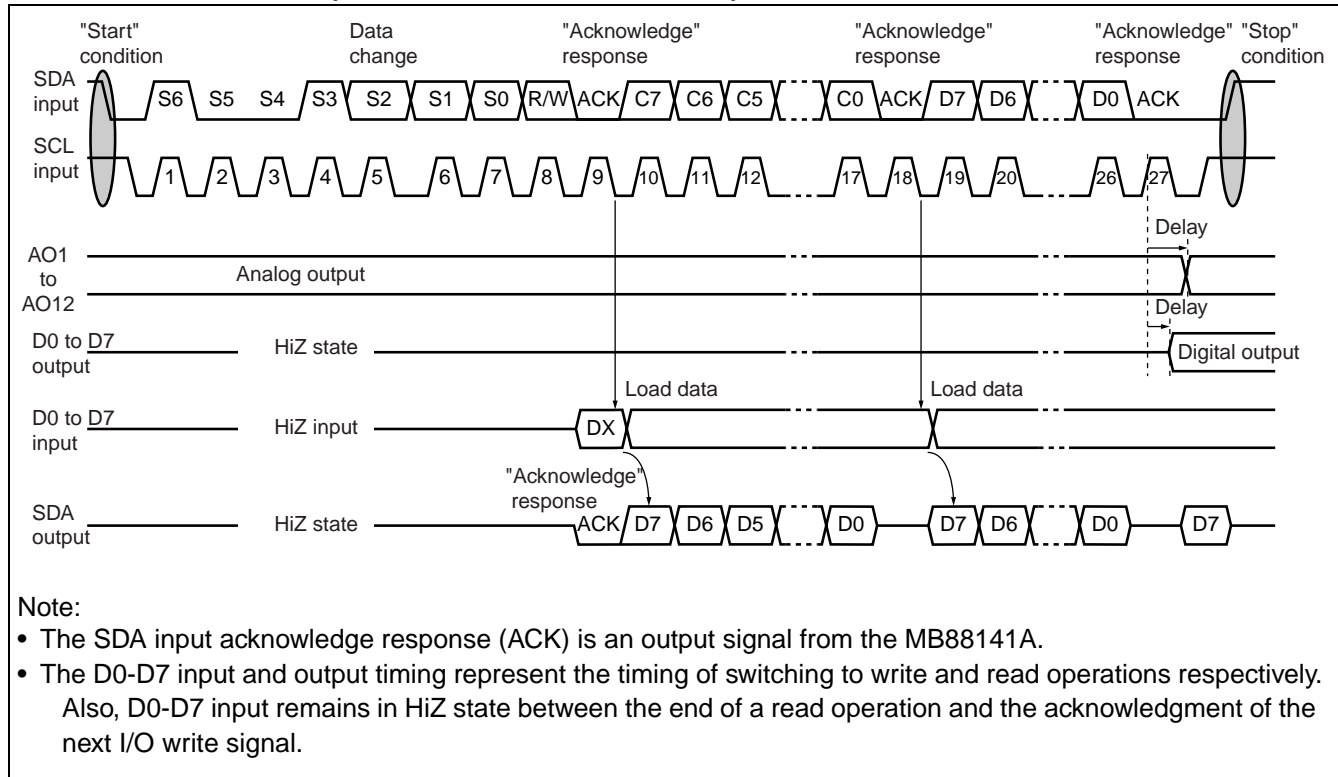 "Start" condition
Data change
"Acknowledge" response
"Acknowledge" response
"Acknowledge" response
"Stop" condition
SDA input
S6 S5 S4 S3 S2 S1 S0 R/W ACK C7 C6 C5 C0 ACK D7 D6 D0 ACK
SCL input
1 2 3 4 5 6 7 8 9 10 11 12 17 18 19 20 26 27
Delay
AO1 to AO12
Analog output
Delay
D0 to D7 output
HiZ state
Digital output
Load data
Load data
D0 to D7 input
HiZ input
DX
"Acknowledge" response
SDA output
HiZ state
ACK D7 D6 D5 D0 D7 D6 D0 D7
Note:
• The SDA input acknowledge response (ACK) is an output signal from the MB88141A.
• The D0-D7 input and output timing represent the timing of switching to write and read operations respectively.
Also, D0-D7 input remains in HiZ state between the end of a read operation and the acknowledgment of the
next I/O write signal.